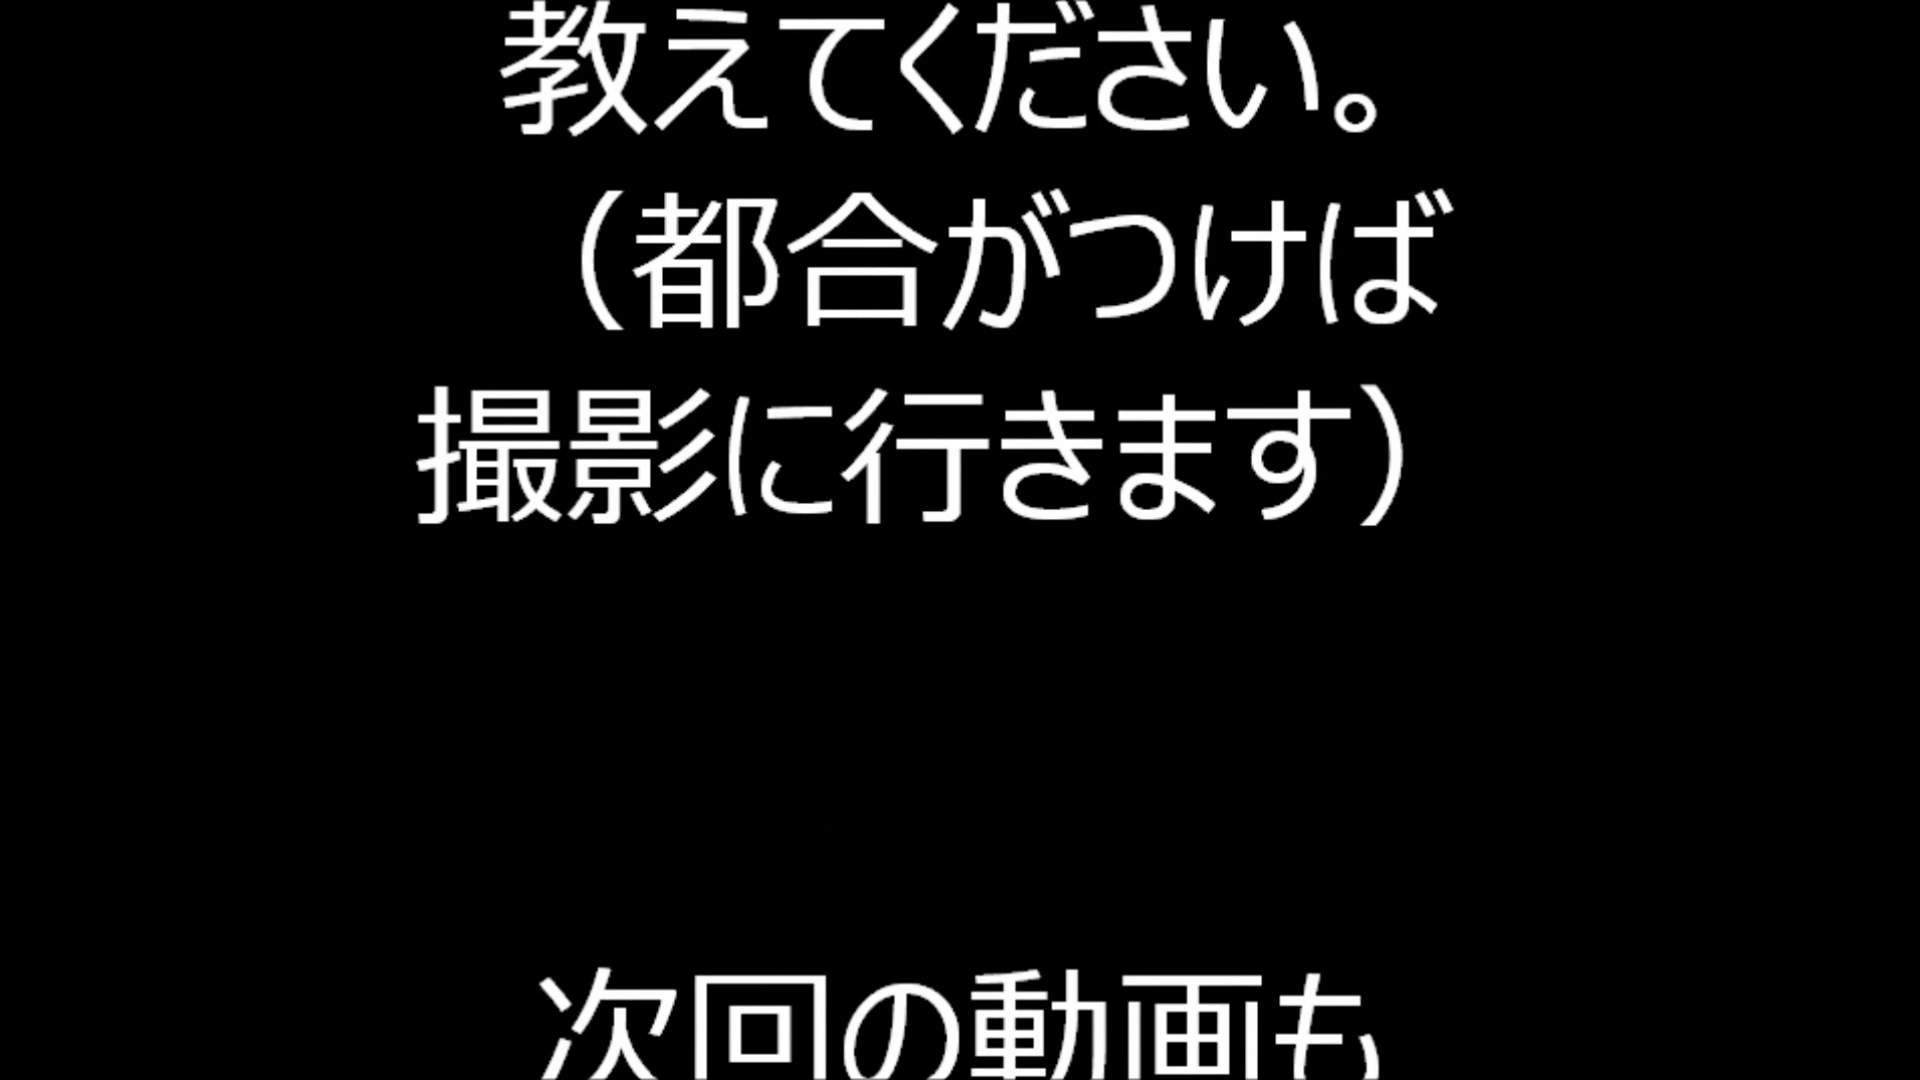 教えてください。
（都合がつけば
撮影に行きます）
次回の動画も